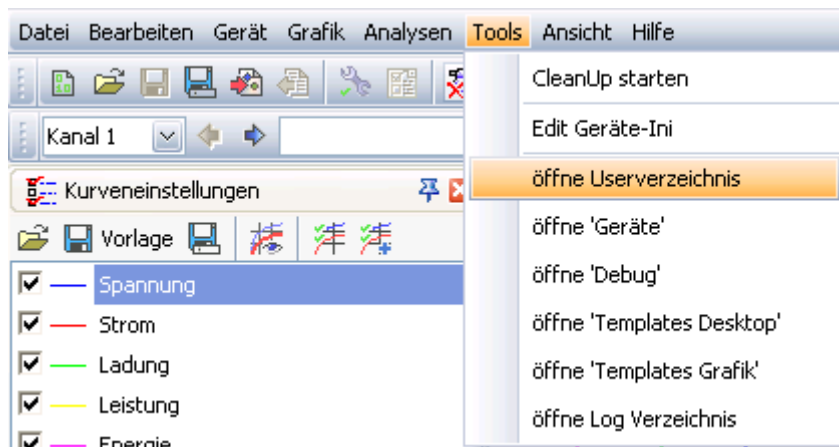 Datei Bearbeiten Gerät Grafik Analysen Tools Ansicht Hilfe
CleanUp starten
Edit Geräte-Ini
öffne Userverzeichnis
öffne 'Geräte'
öffne 'Debug'
öffne 'Templates Desktop'
öffne 'Templates Grafik'
öffne Log Verzeichnis
Kanal 1
Kurveneinstellungen
Vorlage
Spannung
Strom
Ladung
Leistung
Energie